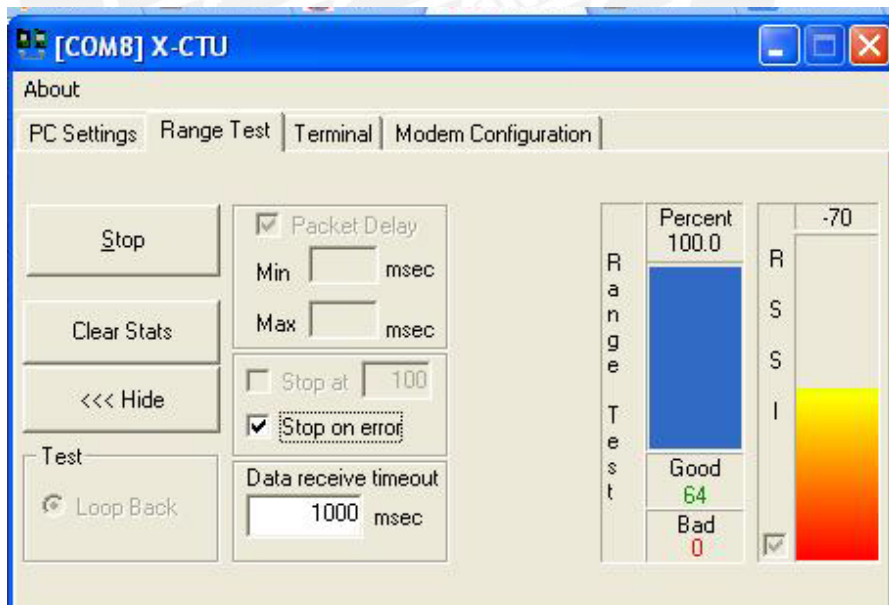 [COM8] X-CTU
About
PC Settings
Range Test
Terminal
Modem Configuration
Stop
Clear Stats
<<< Hide
Test
Loop Back
Packet Delay
Min msec
Max msec
Stop at 100
Stop on error
Data receive timeout
1000 msec
Range Test
Percent
100.0
Good
64
Bad
0
RSSI
-70